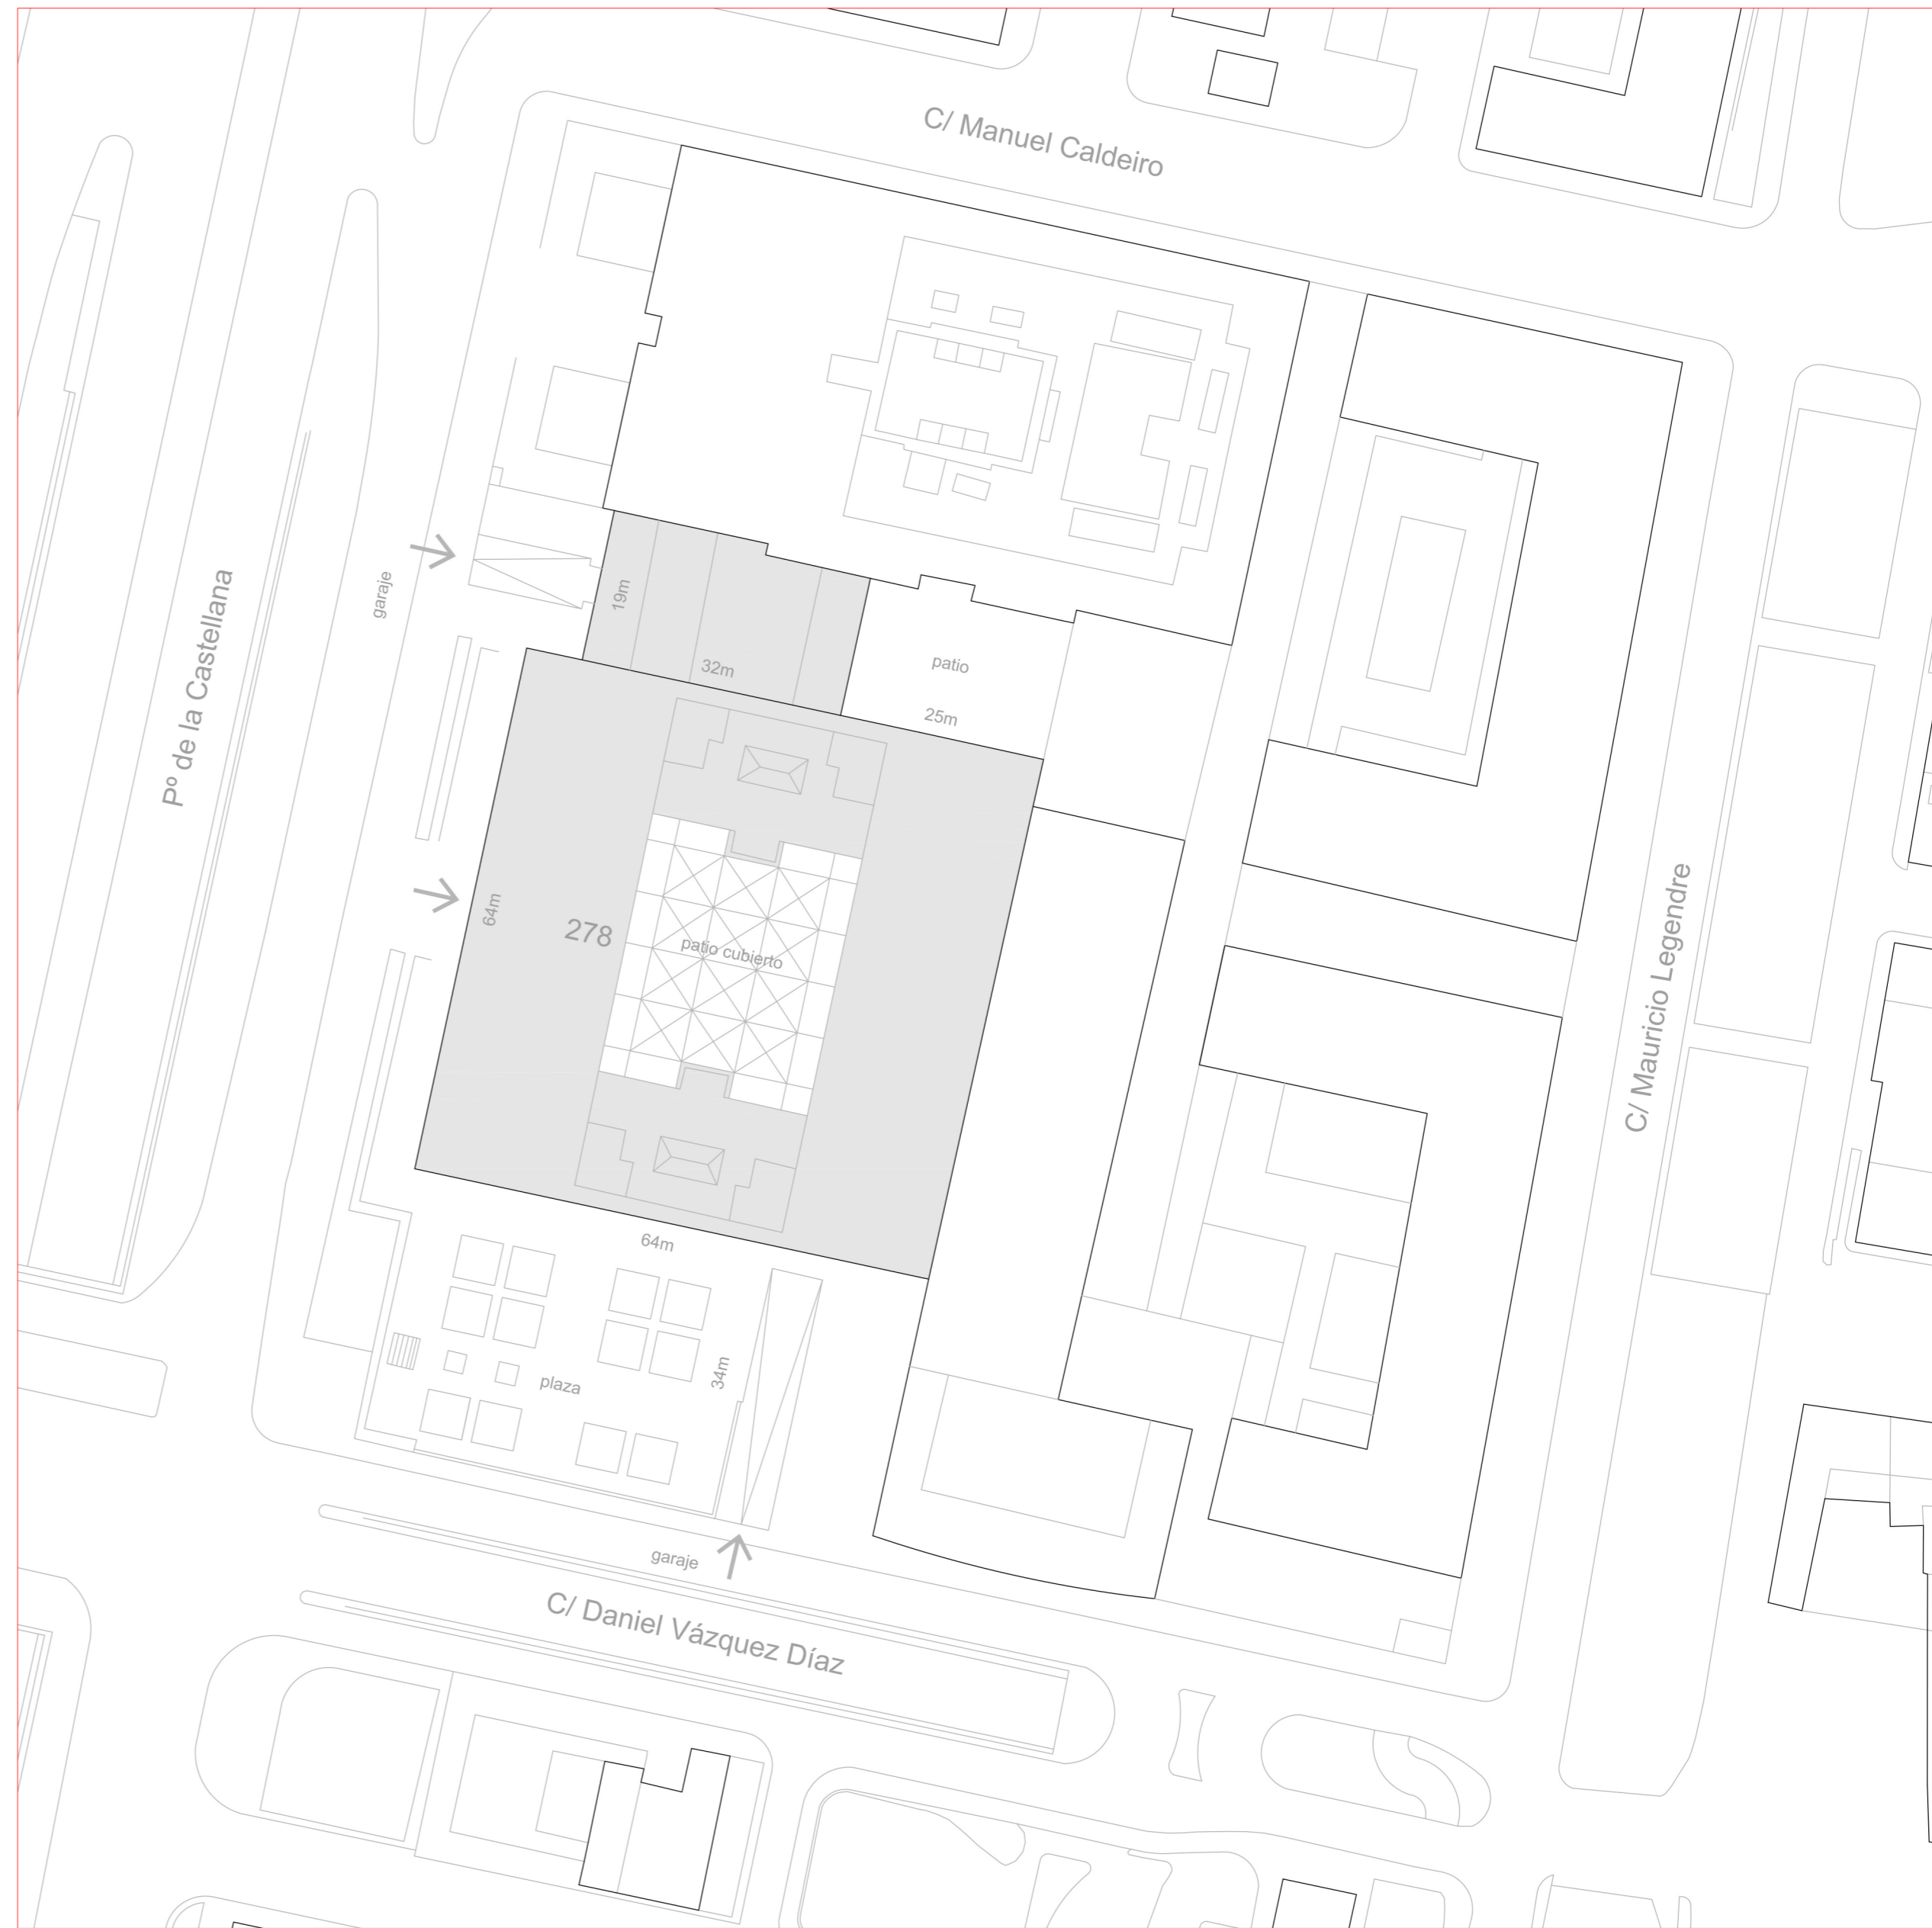 C/ Manuel Caldeiro
garaje
19m
Pº de la Castellana
32m
patio
25m
64m
278
patio cubierto
C/ Mauricio Legendre
64m
34m
plaza
garaje
C/ Daniel Vázquez Díaz